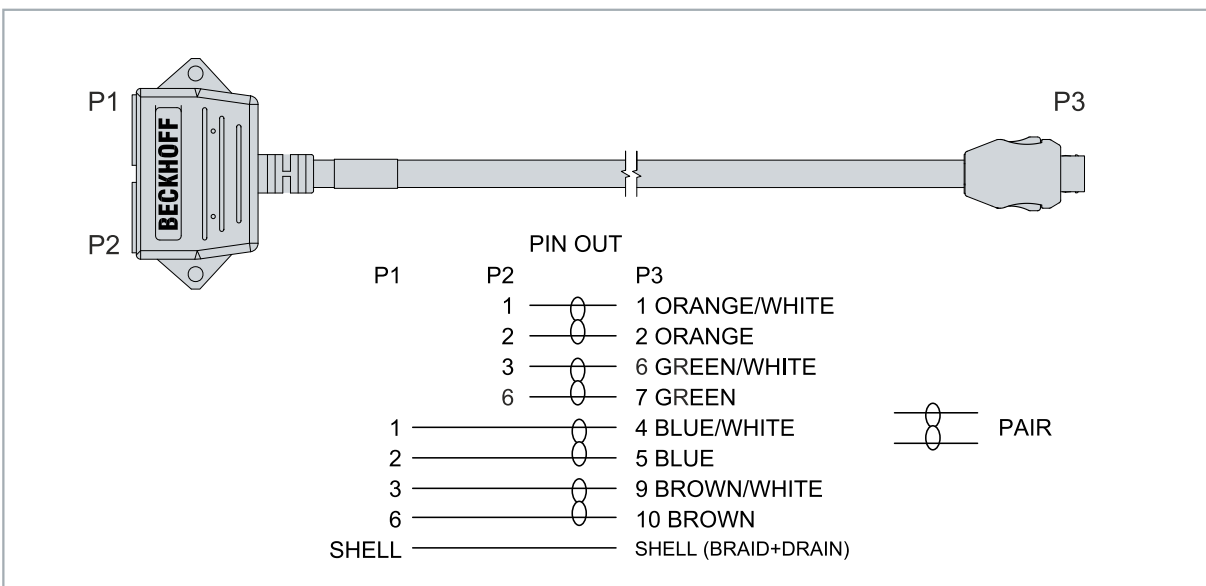 P1
P3
BECKHOFF
P2
PIN OUT
P1 P2 P3
1 1 ORANGE/WHITE
2 2 ORANGE
3 6 GREEN/WHITE
6 7 GREEN
1 4 BLUE/WHITE
PAIR
2 5 BLUE
3 9 BROWN/WHITE
6 10 BROWN
SHELL SHELL (BRAID+DRAIN)